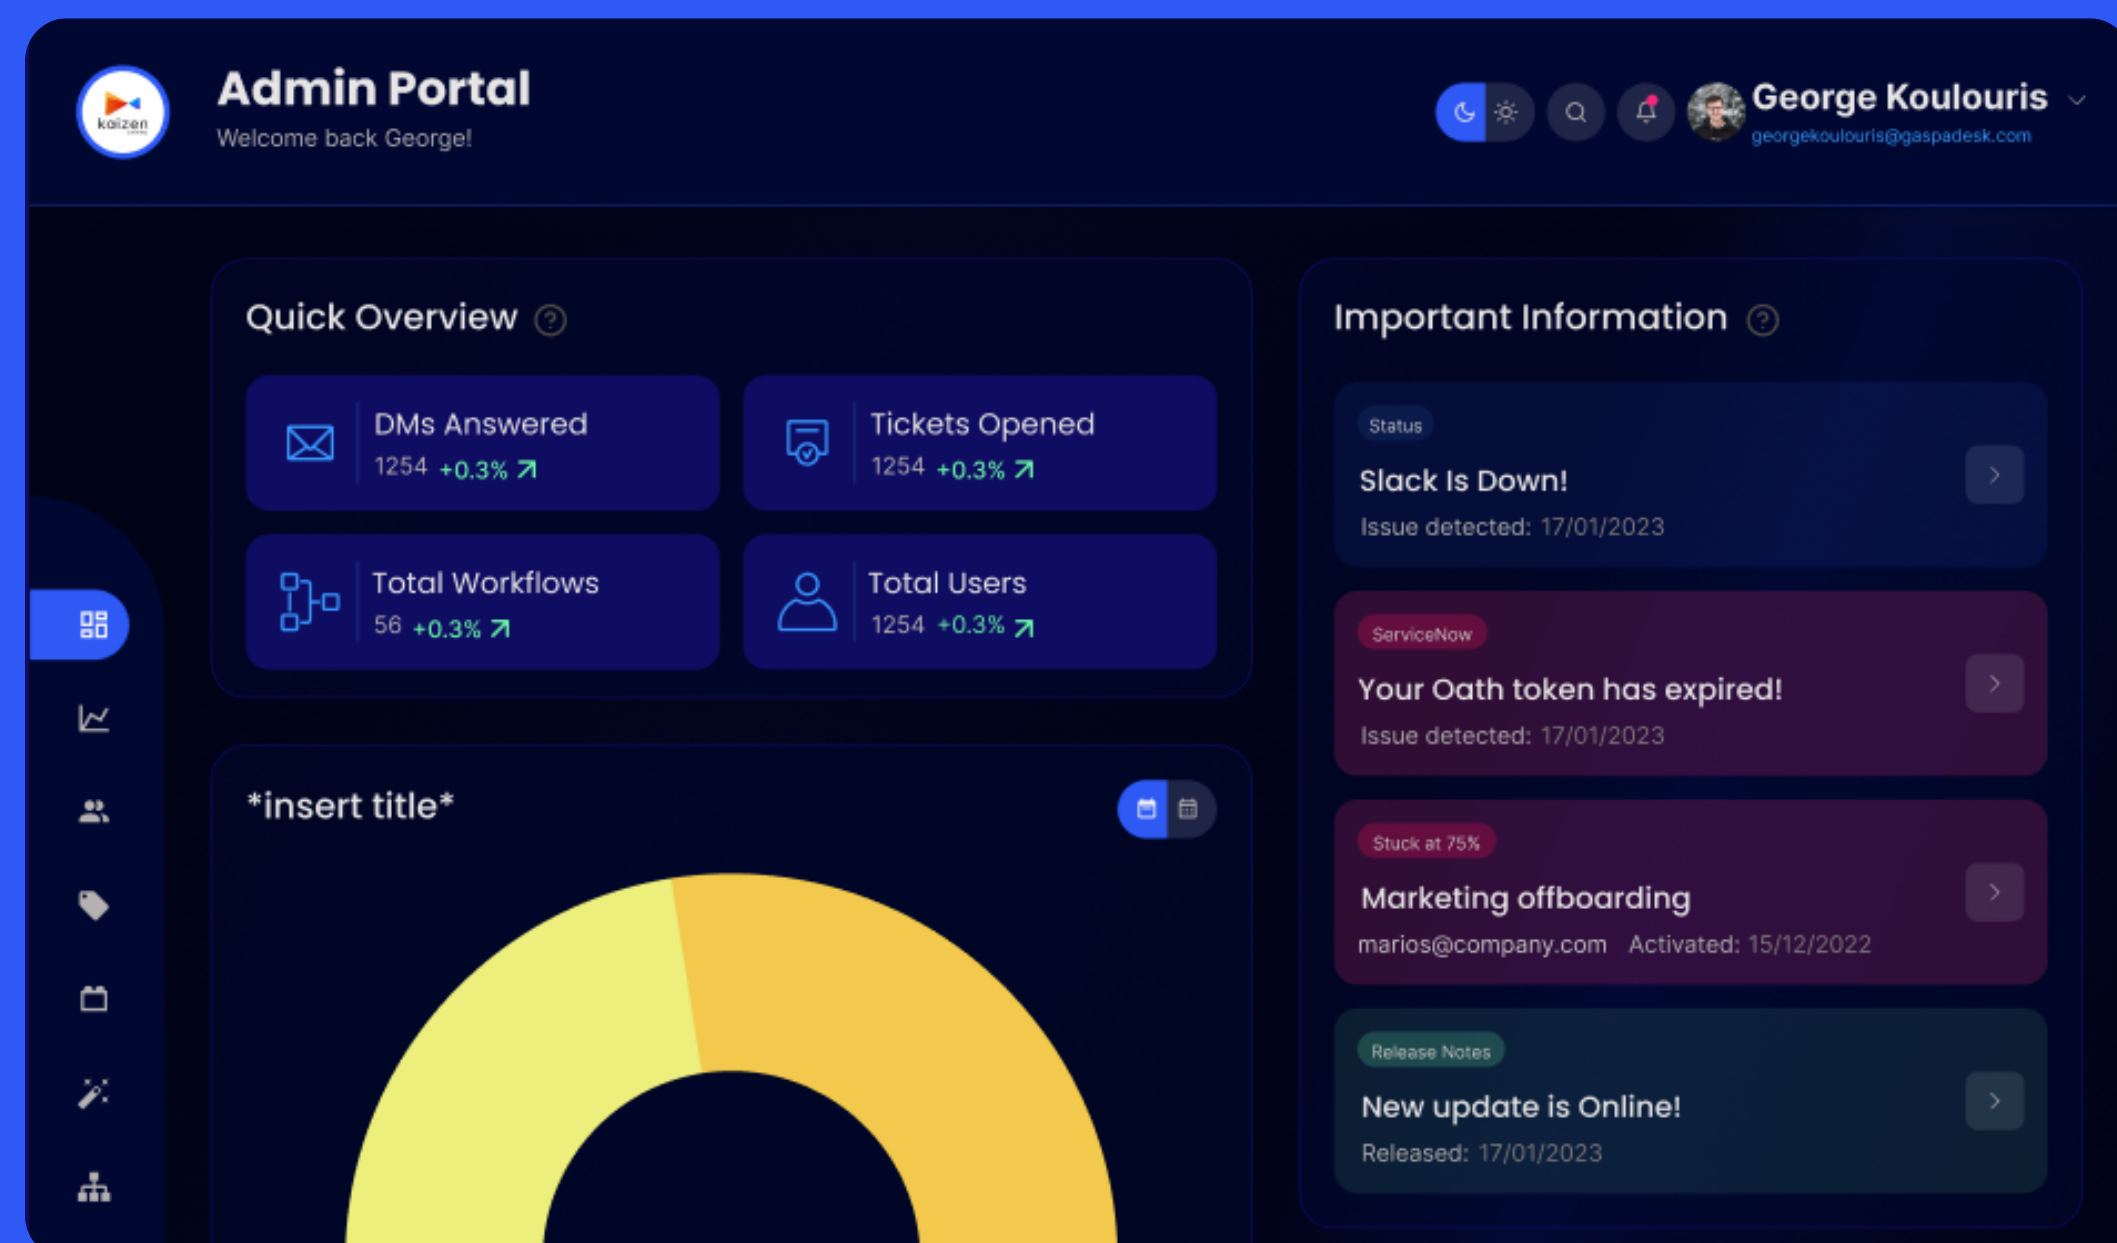 kaizen
Admin Portal
Welcome back George!
George Koulouris
georgekoulouris@gaspadesk.com
Quick Overview
DMs Answered
1254 +0.3%
Tickets Opened
1254 +0.3%
Total Workflows
56 +0.3%
Total Users
1254 +0.3%
*insert title*
Important Information
Status
Slack Is Down!
Issue detected: 17/01/2023
ServiceNow
Your Oath token has expired!
Issue detected: 17/01/2023
Stuck at 75%
Marketing offboarding
marios@company.com Activated: 15/12/2022
Release Notes
New update is Online!
Released: 17/01/2023